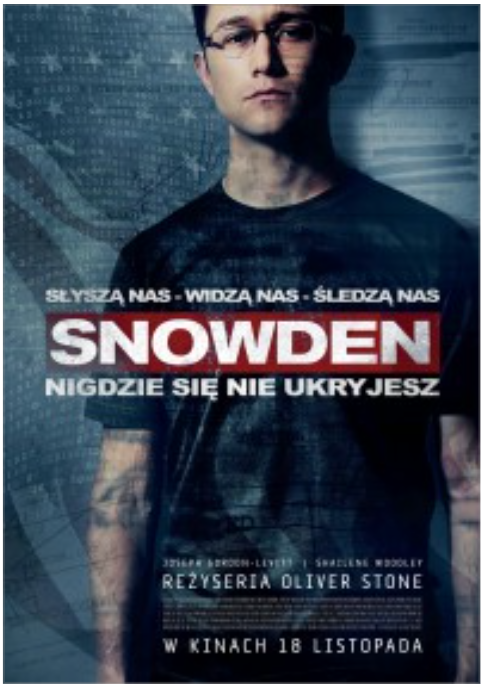 SŁYSZĄ NAS - WIDZĄ NAS - ŚLEDZĄ NAS
SNOWDEN
NIGDZIE SIĘ NIE UKRYJESZ
JOSEPH GORDON-LEVITT | SHAILENE WOODLEY
REŻYSERIA OLIVER STONE
W KINACH 18 LISTOPADA